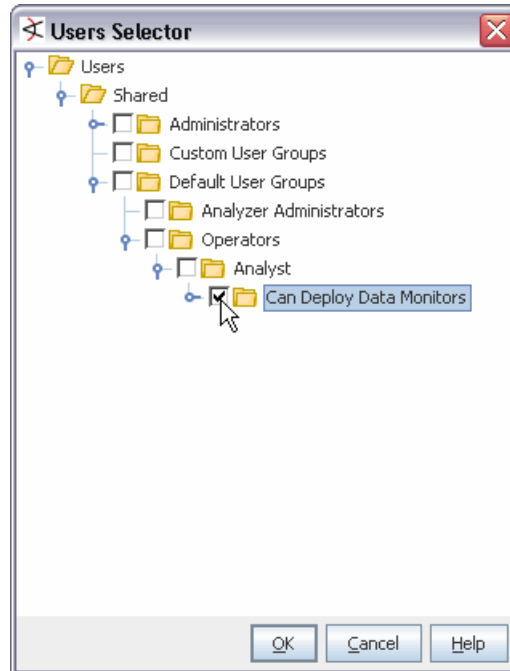 Users Selector
Users
Shared
Administrators
Custom User Groups
Default User Groups
Analyzer Administrators
Operators
Analyst
Can Deploy Data Monitors
OK Cancel Help